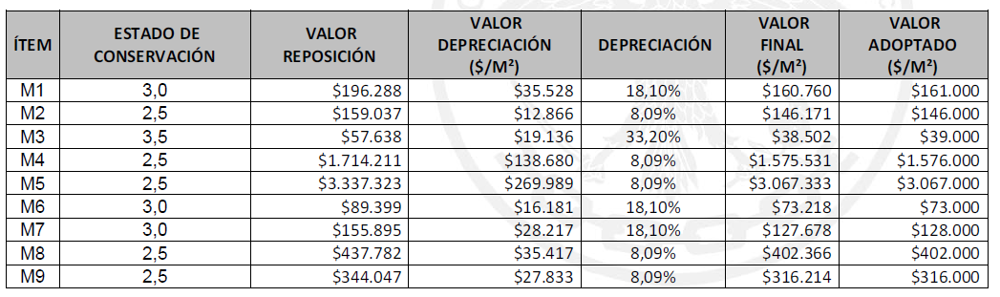 ÍTEM ESTADO DE CONSERVACIÓN VALOR REPOSICIÓN VALOR DEPRECIACIÓN ($/M²) DEPRECIACIÓN VALOR FINAL ($/M²) VALOR ADOPTADO ($/M²)
M1 3,0 $196.288 $35.528 18,10% $160.760 $161.000
M2 2,5 $159.037 $12.866 8,09% $146.171 $146.000
M3 3,5 $57.638 $19.136 33,20% $38.502 $39.000
M4 2,5 $1.714.211 $138.680 8,09% $1.575.531 $1.576.000
M5 2,5 $3.337.323 $269.989 8,09% $3.067.333 $3.067.000
M6 3,0 $89.399 $16.181 18,10% $73.218 $73.000
M7 3,0 $155.895 $28.217 18,10% $127.678 $128.000
M8 2,5 $437.782 $35.417 8,09% $402.366 $402.000
M9 2,5 $344.047 $27.833 8,09% $316.214 $316.000